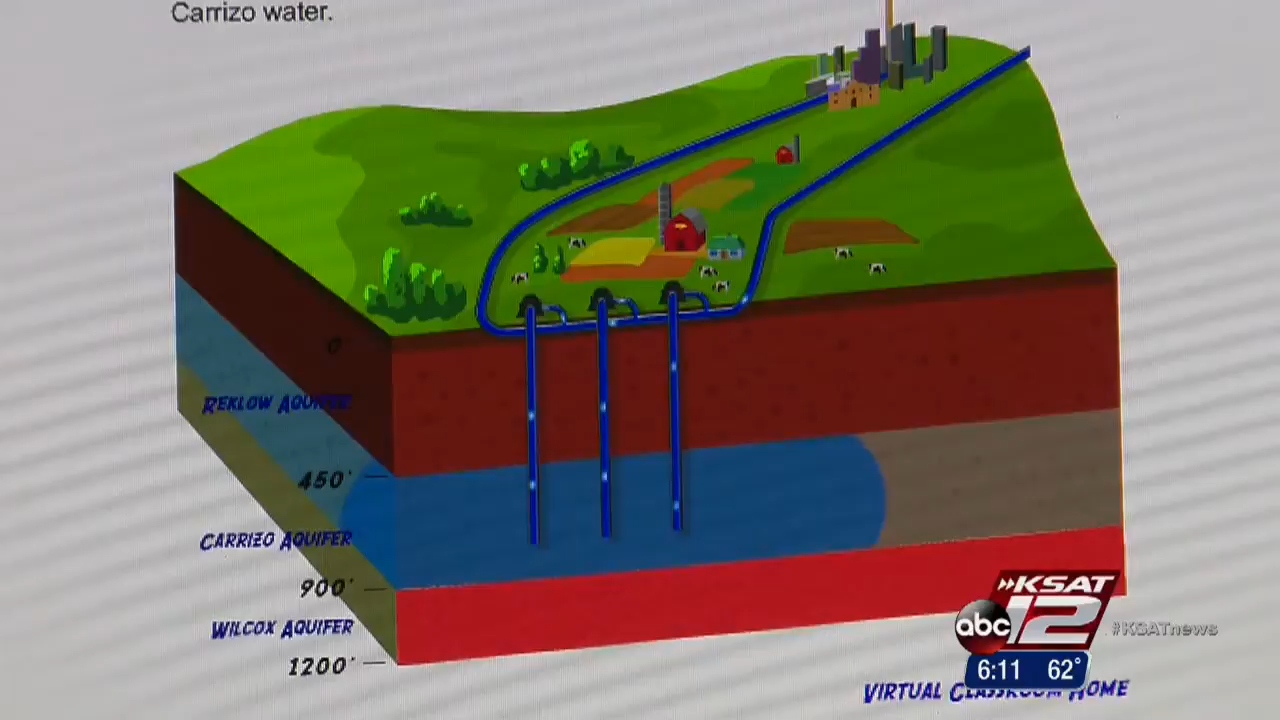 Carrizo water.
0'
REKLOW AQUIFER
450'
CARRIZO AQUIFER
900'
WILCOX AQUIFER
1200'
KSAT
abc 12
#KSATnews
6:11 62°
VIRTUAL CLASSROOM HOME